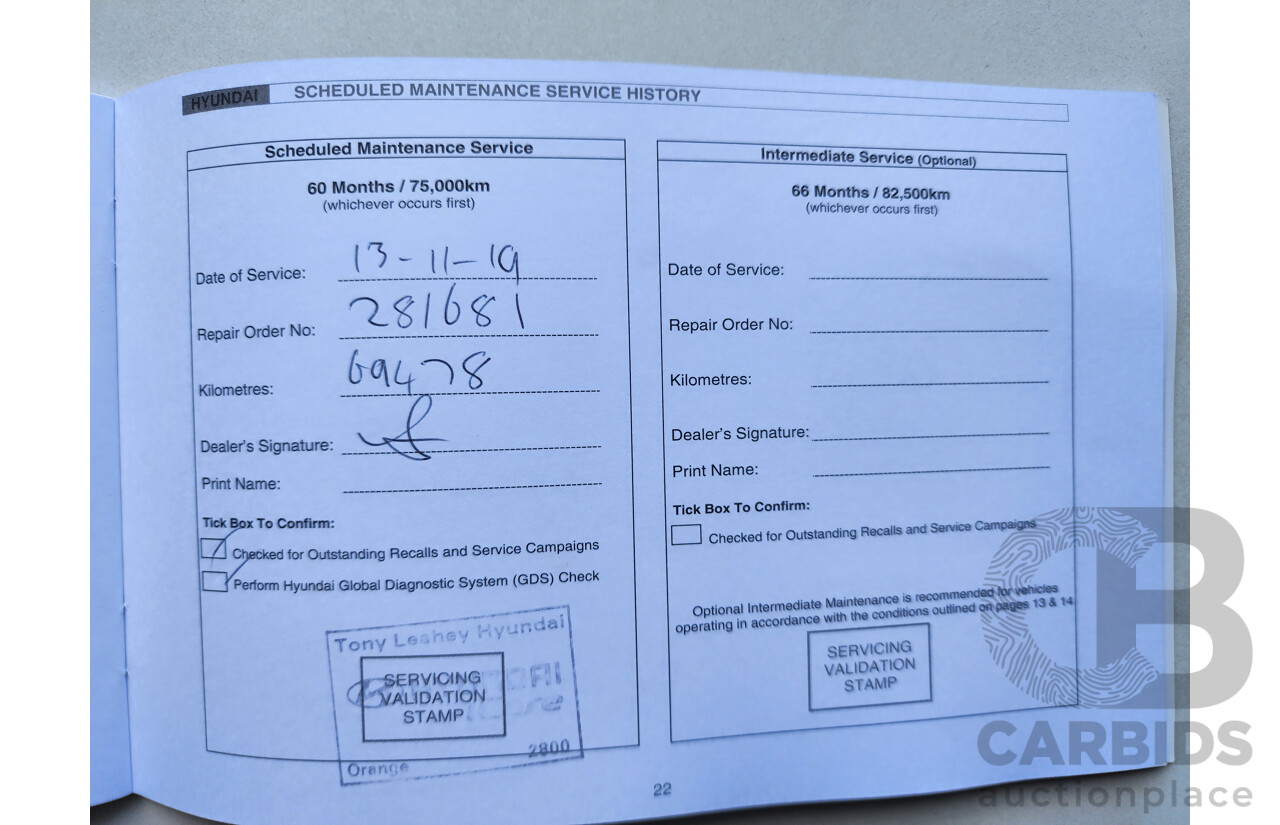 HYUNDAI SCHEDULED MAINTENANCE SERVICE HISTORY
Scheduled Maintenance Service
60 Months / 75,000km
(whichever occurs first)
Date of Service: 13-11-19
Repair Order No: 281681
Kilometres: 69478
Dealer's Signature:
Print Name:
Tick Box To Confirm:
Checked for Outstanding Recalls and Service Campaigns
Perform Hyundai Global Diagnostic System (GDS) Check
Tony Leahey Hyundai
SERVICING
VALIDATION
STAMP
Orange 2800
Intermediate Service (Optional)
66 Months / 82,500km
(whichever occurs first)
Date of Service:
Repair Order No:
Kilometres:
Dealer's Signature:
Print Name:
Tick Box To Confirm:
Checked for Outstanding Recalls and Service Campaigns
Optional Intermediate Maintenance is recommended for vehicles
operating in accordance with the conditions outlined on pages 13 & 14
SERVICING
VALIDATION
STAMP
22
CARBIDS
auctionplace